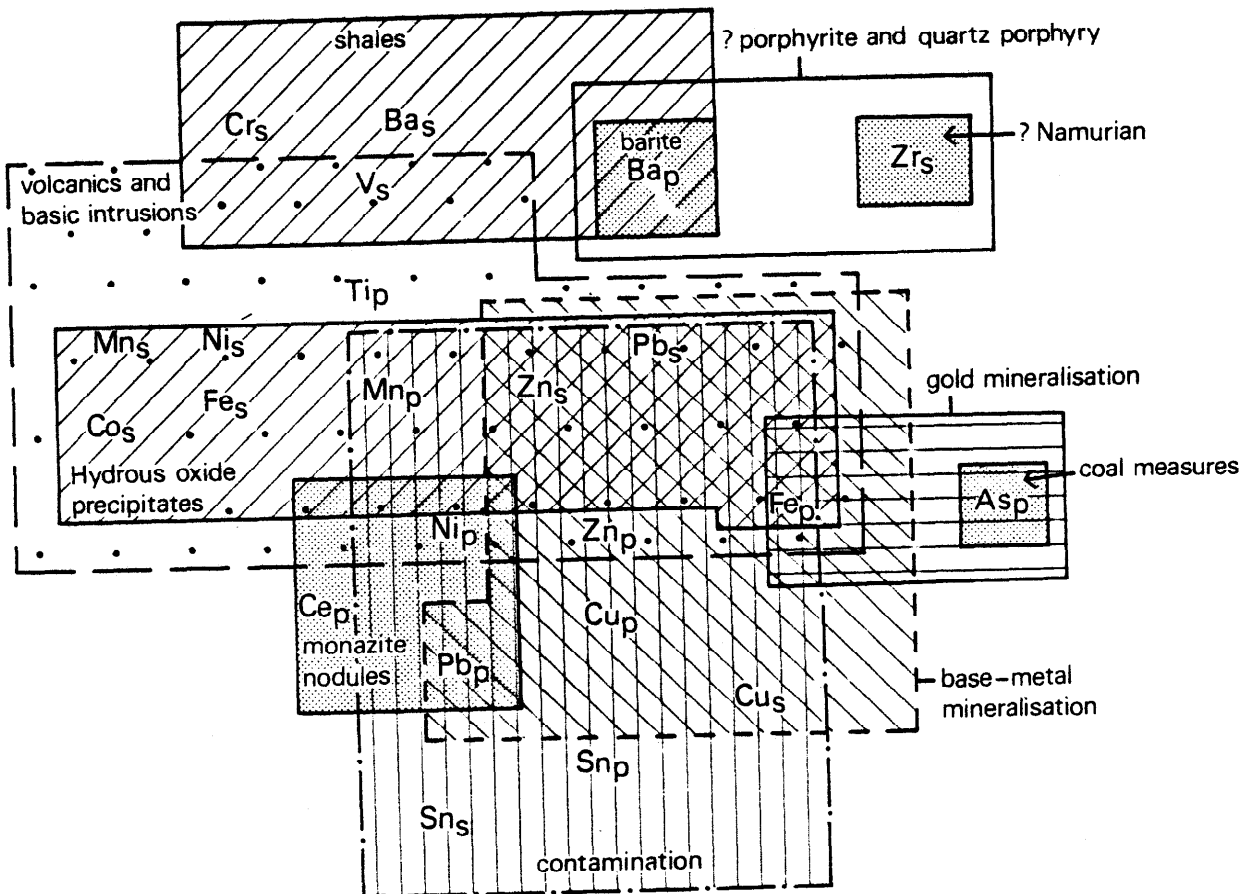 shales
? porphyrite and quartz porphyry
Crs
Bas
barite
Bap
Zrs
? Namurian
volcanics and
basic intrusions
Vs
Tip
Mns
Nis
Pbs
Mnp
Zns
Fes
Cos
gold mineralisation
Hydrous oxide
precipitates
coal measures
Fep
Asp
Nip
Znp
Cep
monazite
nodules
Cup
Pbp
Cus
base-metal
mineralisation
Snp
Sns
contamination